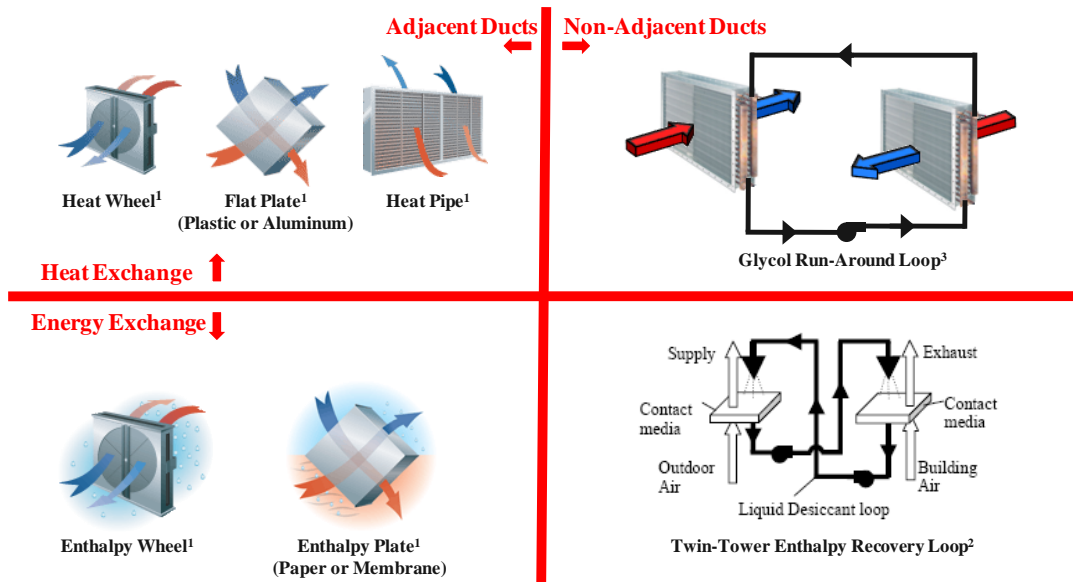 Adjacent Ducts
Non-Adjacent Ducts
Heat Wheel¹
Flat Plate¹
(Plastic or Aluminum)
Heat Pipe¹
Glycol Run-Around Loop³
Heat Exchange
Energy Exchange
Supply
Exhaust
Contact
media
Contact
media
Outdoor
Air
Building
Air
Liquid Desiccant loop
Enthalpy Wheel¹
Enthalpy Plate¹
(Paper or Membrane)
Twin-Tower Enthalpy Recovery Loop²